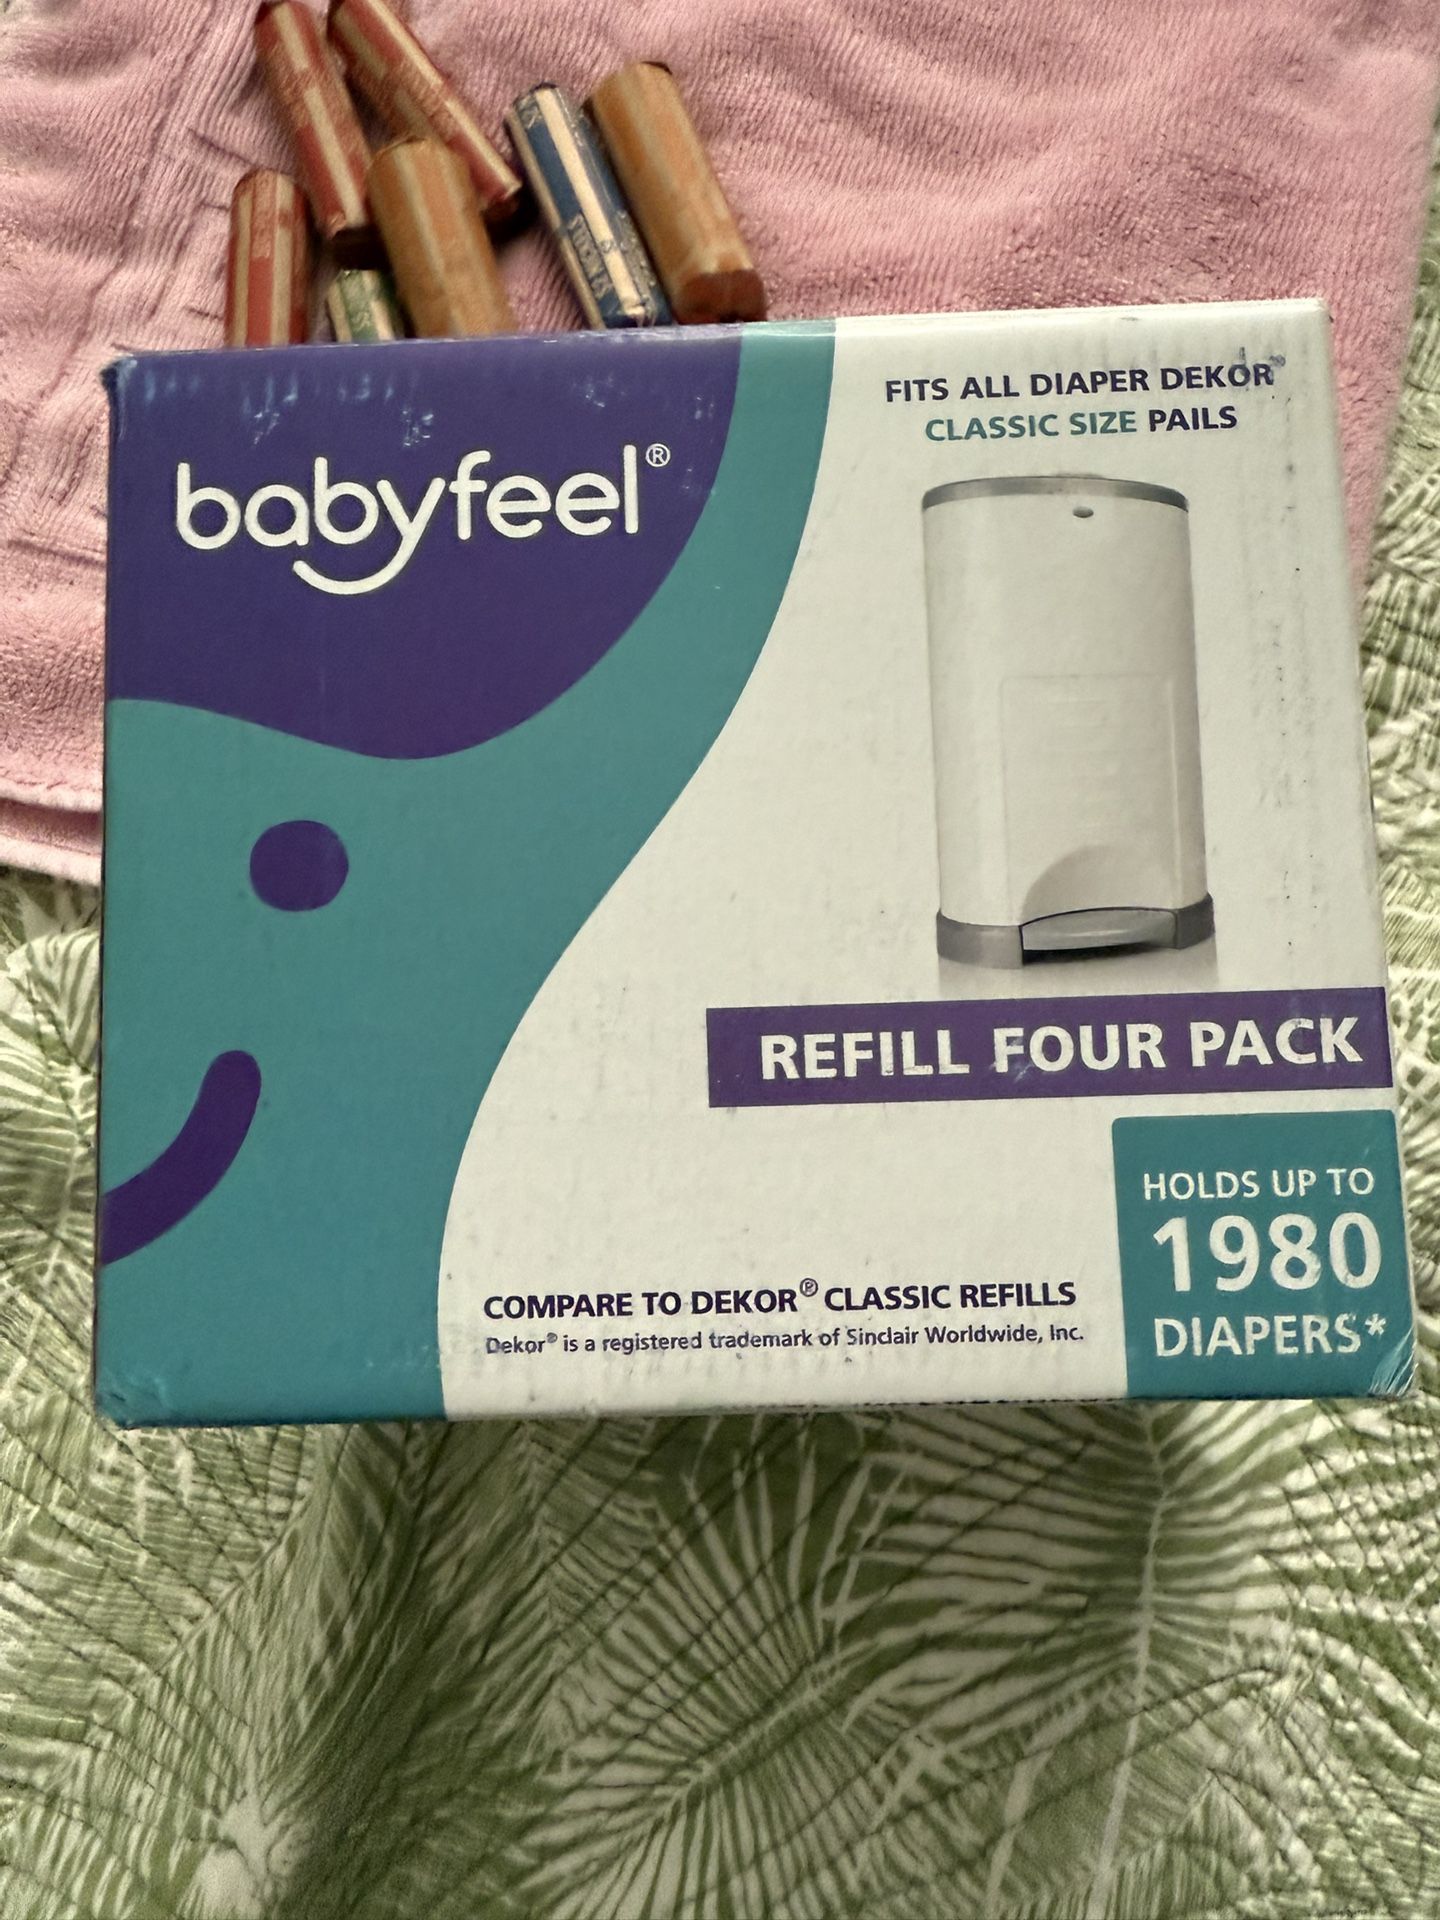 babyfeel®
FITS ALL DIAPER DEKOR®
CLASSIC SIZE PAILS
REFILL FOUR PACK
HOLDS UP TO
1980
DIAPERS*
COMPARE TO DEKOR® CLASSIC REFILLS
Dekor® is a registered trademark of Sinclair Worldwide, Inc.